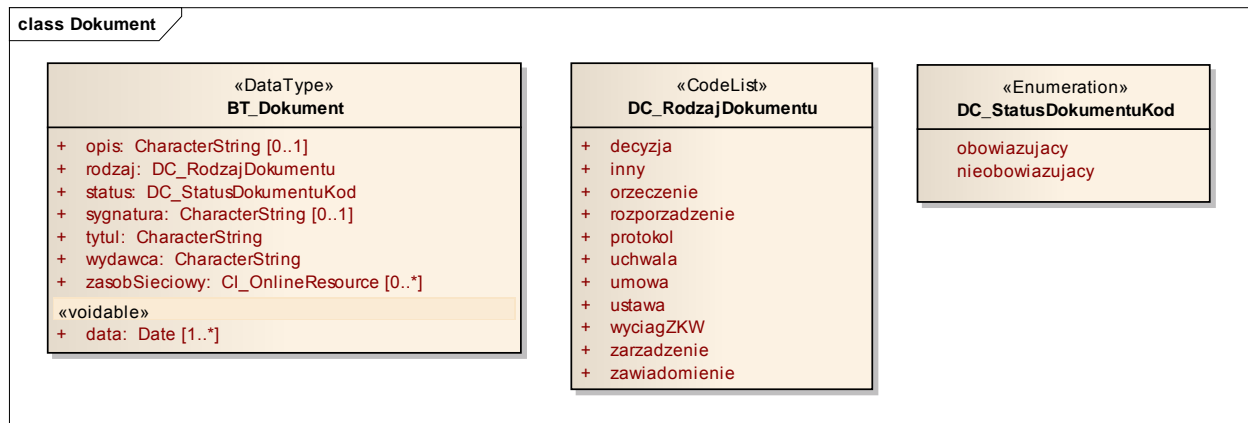 class Dokument
«DataType»
BT_Dokument
+ opis: CharacterString [0..1]
+ rodzaj: DC_RodzajDokumentu
+ status: DC_StatusDokumentuKod
+ sygnatura: CharacterString [0..1]
+ tytul: CharacterString
+ wydawca: CharacterString
+ zasobSieciowy: CI_OnlineResource [0..*]
«voidable»
+ data: Date [1..*]
«CodeList»
DC_RodzajDokumentu
+ decyzja
+ inny
+ orzeczenie
+ rozporzadzenie
+ protokol
+ uchwala
+ umowa
+ ustawa
+ wyciagZKW
+ zarzadzenie
+ zawiadomienie
«Enumeration»
DC_StatusDokumentuKod
obowiazujacy
nieobowiazujacy